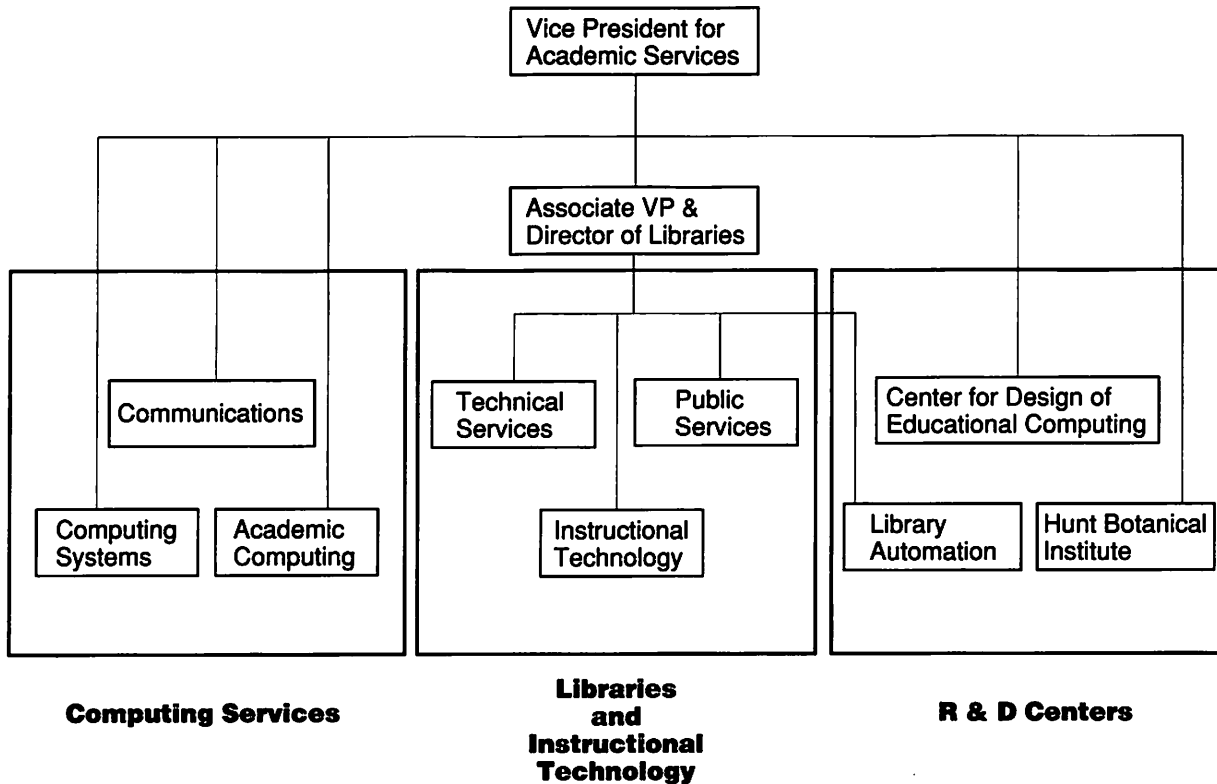 Vice President for
Academic Services
Associate VP &
Director of Libraries
Communications
Computing
Systems
Academic
Computing
Technical
Services
Public
Services
Instructional
Technology
Center for Design of
Educational Computing
Library
Automation
Hunt Botanical
Institute
Computing Services
Libraries
and
Instructional
Technology
R & D Centers